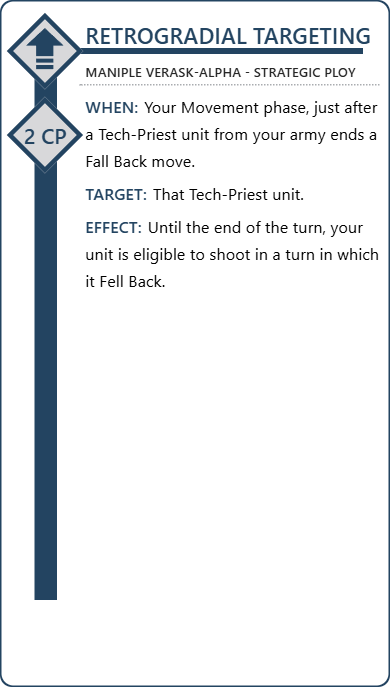 RETROGRADIAL TARGETING
MANIPLE VERASK-ALPHA - STRATEGIC PLOY
2 CP
WHEN: Your Movement phase, just after
a Tech-Priest unit from your army ends a
Fall Back move.
TARGET: That Tech-Priest unit.
EFFECT: Until the end of the turn, your
unit is eligible to shoot in a turn in which
it Fell Back.